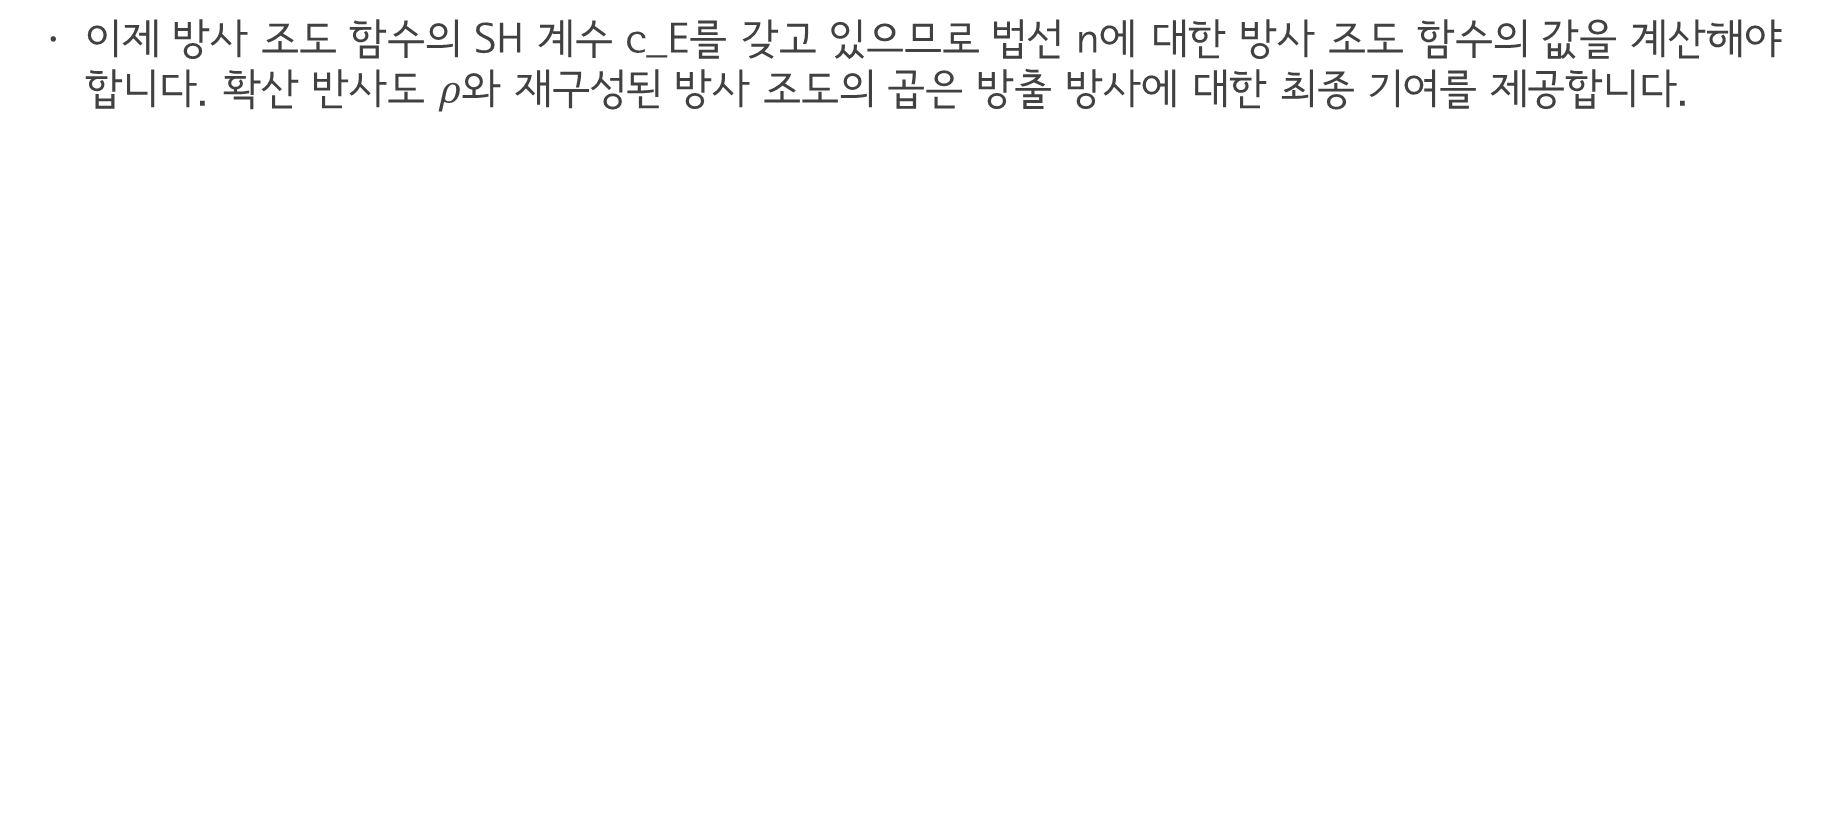 · 이제 방사 조도 함수의 SH 계수 c_E를 갖고 있으므로 법선 n에 대한 방사 조도 함수의 값을 계산해야
합니다. 확산 반사도 ρ와 재구성된 방사 조도의 곱은 방출 방사에 대한 최종 기여를 제공합니다.